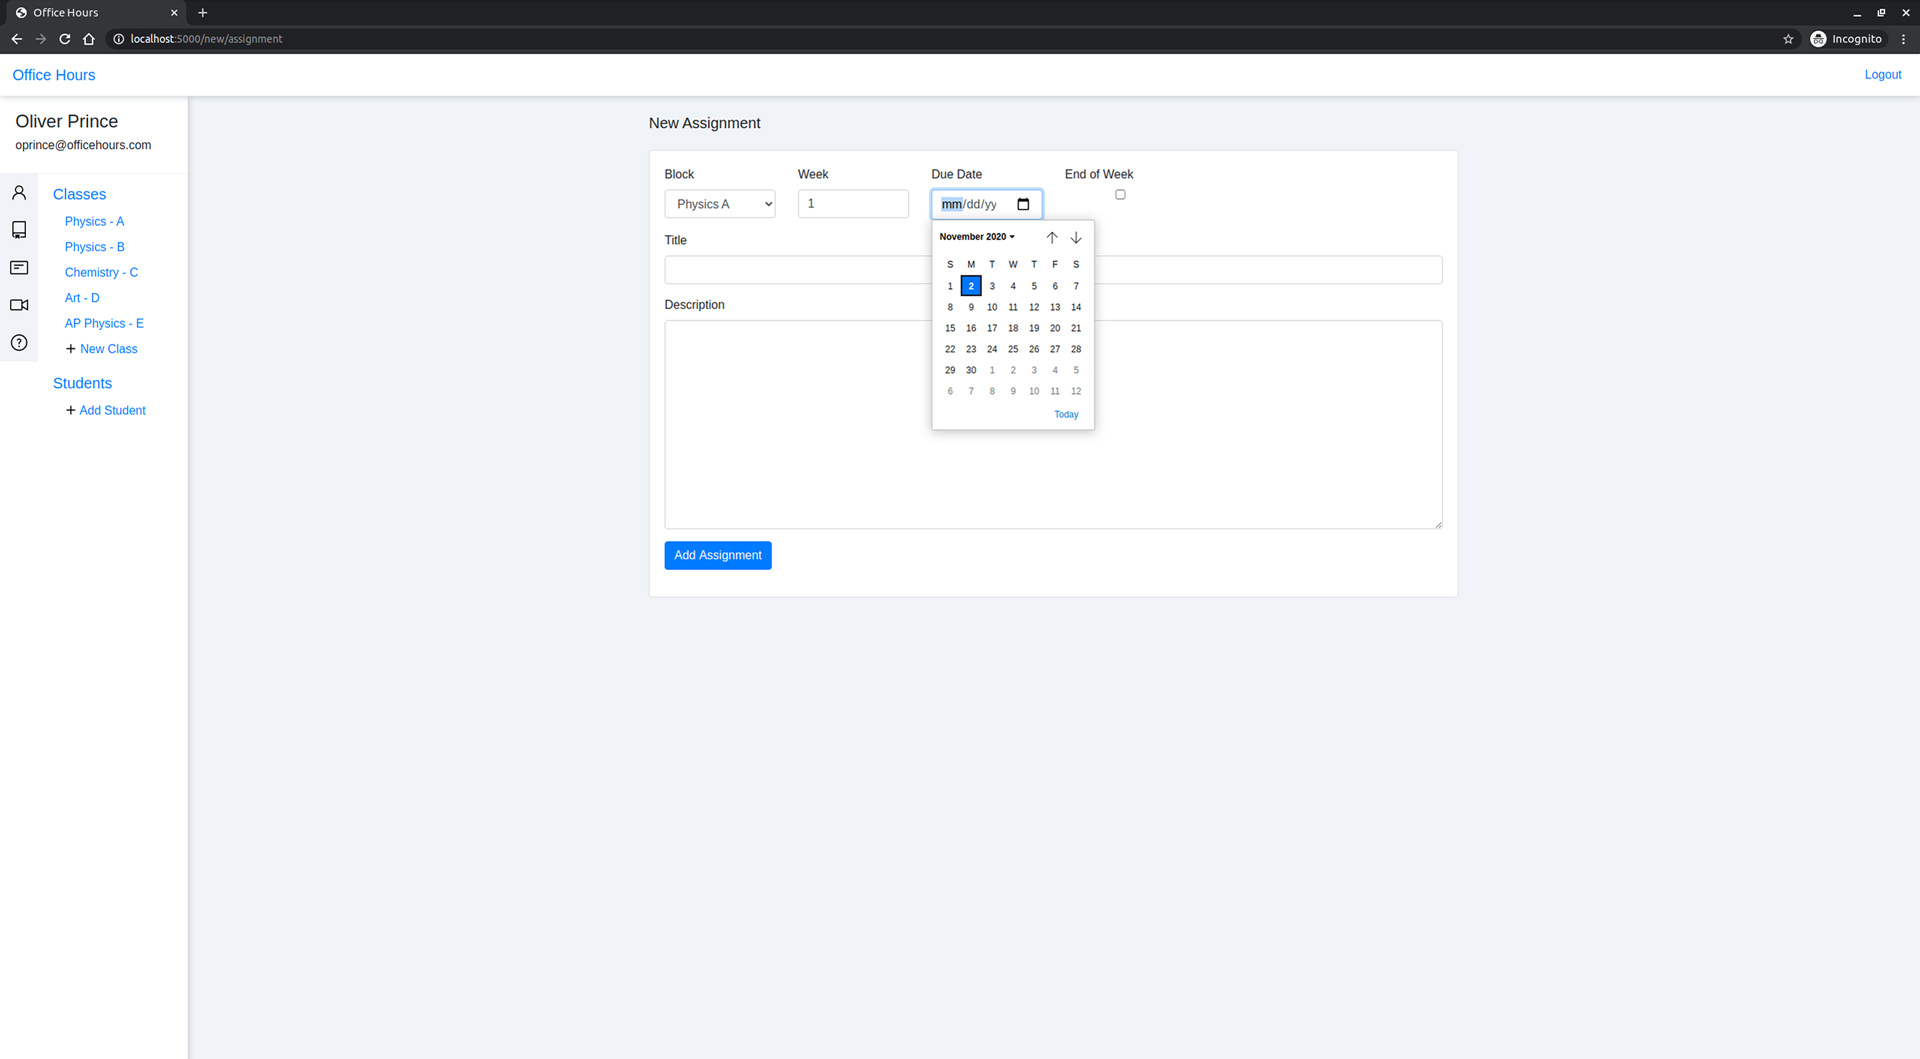 Office Hours
localhost:5000/new/assignment
Incognito
Office Hours
Logout
Oliver Prince
oprince@officehours.com
Classes
Physics - A
Physics - B
Chemistry - C
Art - D
AP Physics - E
+ New Class
Students
+ Add Student
New Assignment
Block Week Due Date End of Week
Physics A 1 mm/dd/yy
Title
Description
November 2020
S M T W T F S
1 2 3 4 5 6 7
8 9 10 11 12 13 14
15 16 17 18 19 20 21
22 23 24 25 26 27 28
29 30 1 2 3 4 5
6 7 8 9 10 11 12
Today
Add Assignment